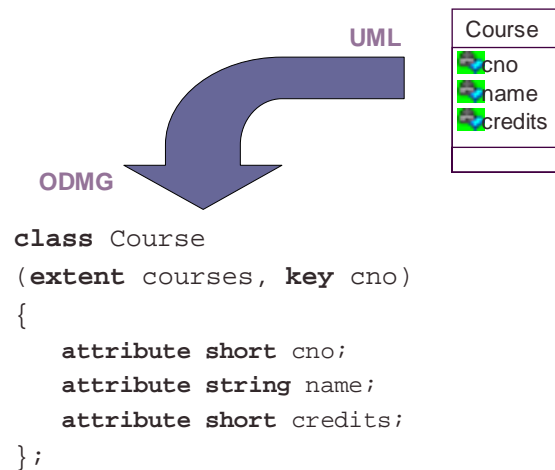 UML
Course
cno
name
credits
ODMG
class Course
(extent courses, key cno)
{
attribute short cno;
attribute string name;
attribute short credits;
};